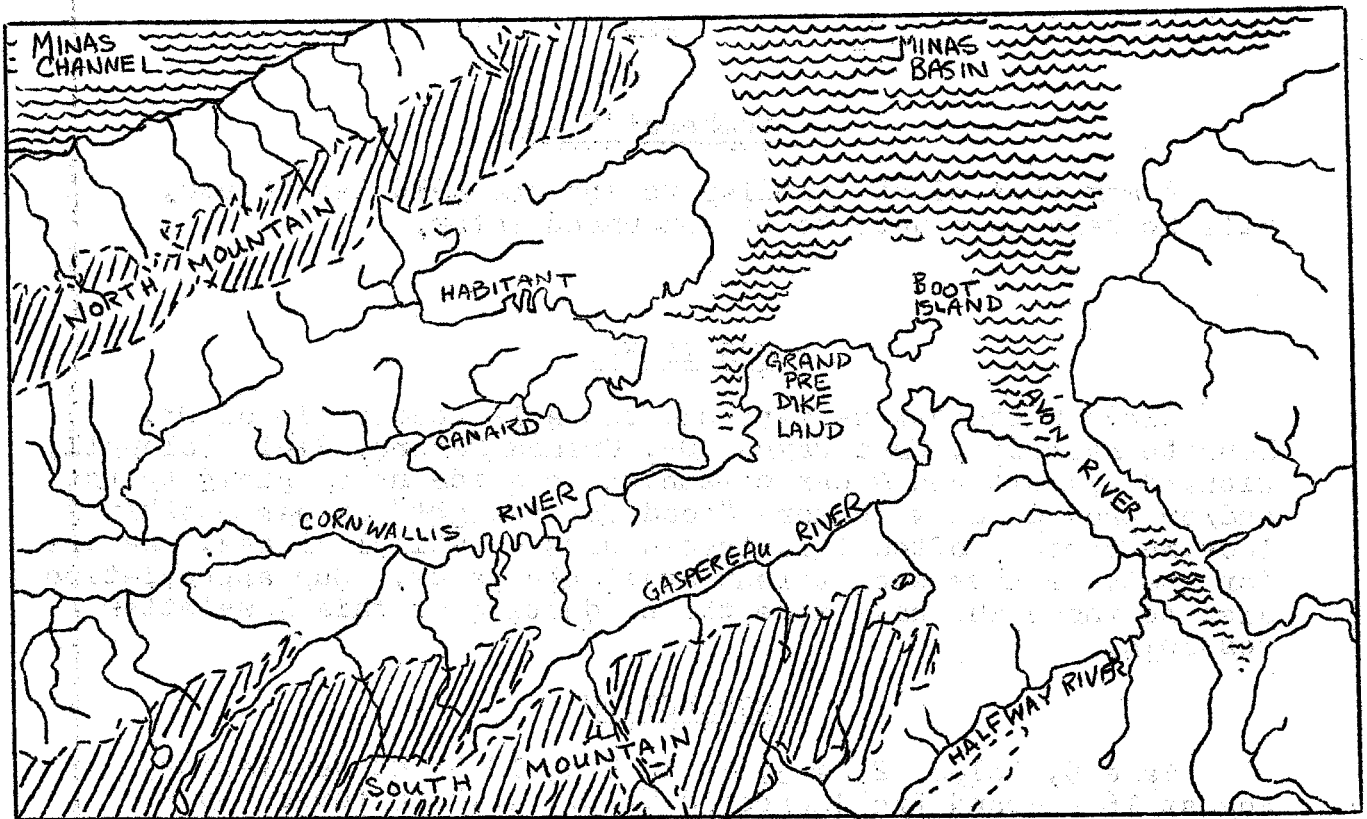 MINAS
CHANNEL
MINAS
BASIN
NORTH MOUNTAIN
HABITANT
BOOT
ISLAND
GRAND
PRE
DIKE
LAND
AVON
RIVER
CANARD
CORNWALLIS RIVER
GASPEREAU RIVER
HALFWAY RIVER
SOUTH MOUNTAIN